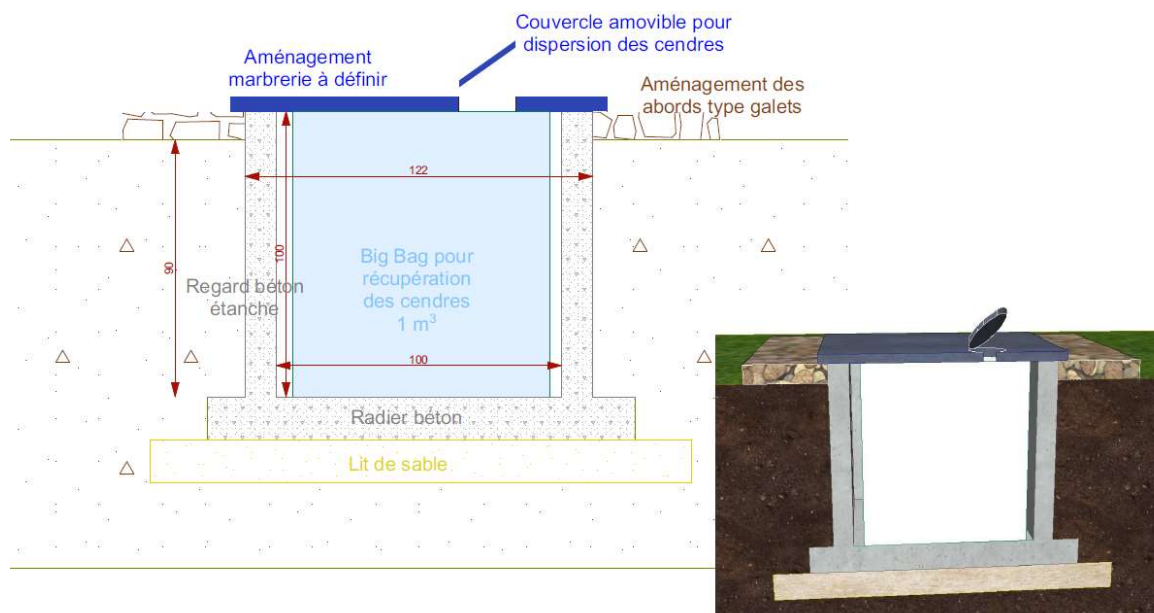 Couvercle amovible pour
dispersion des cendres
Aménagement
marbrerie à définir
Aménagement des
abords type galets
122
100
90
Big Bag pour
récupération
des cendres
1 m³
Regard béton
étanche
100
Radier béton
Lit de sable